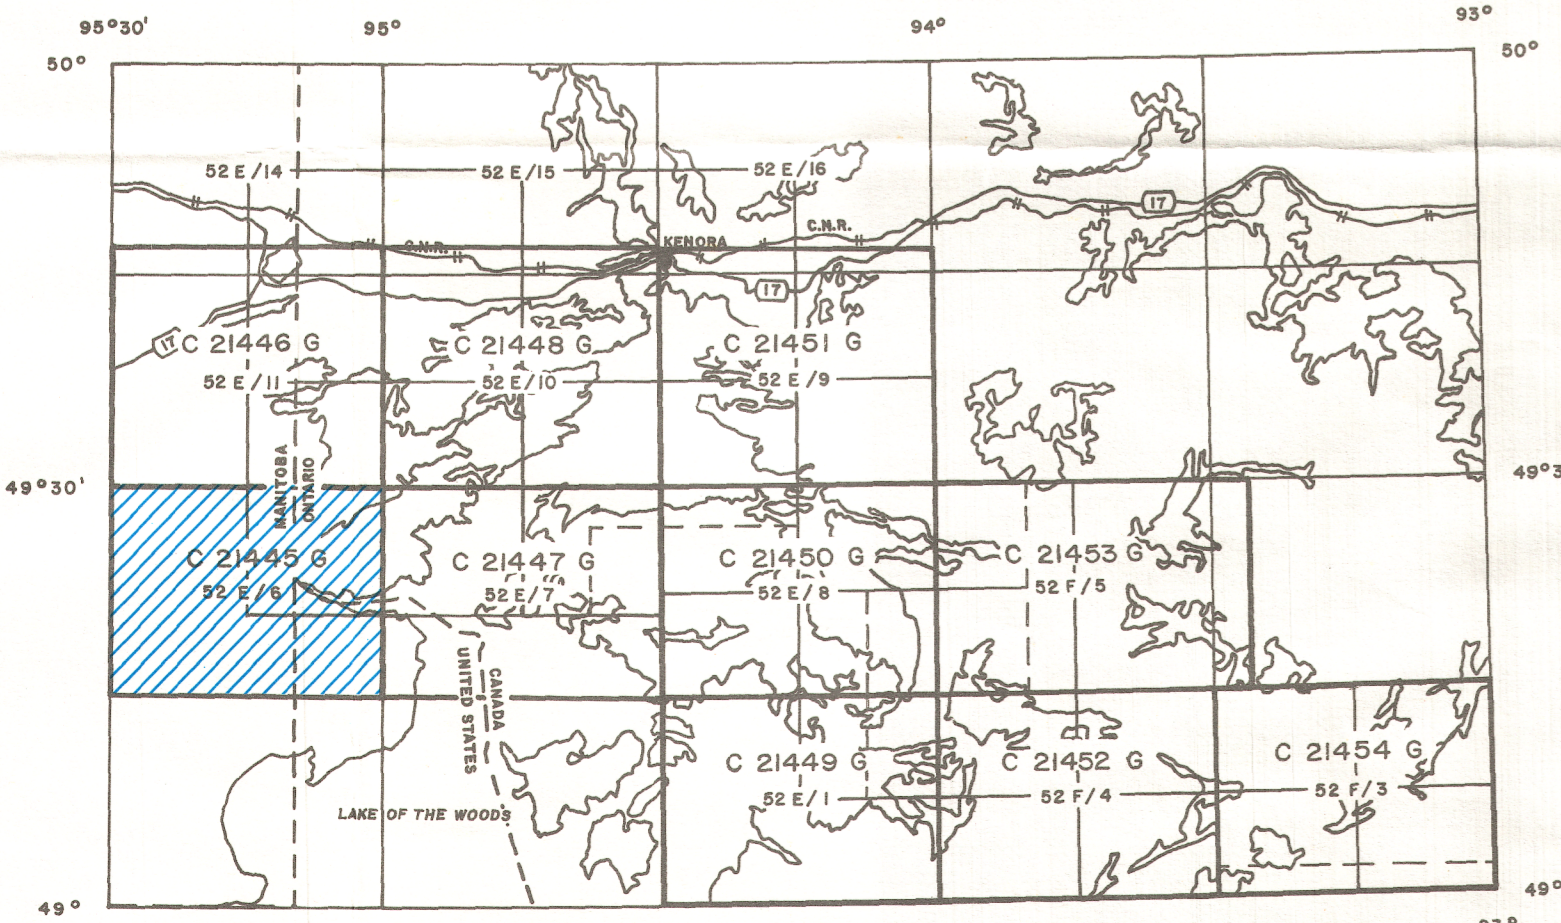 95°30' 95° 94° 93°
50° 50°
52 E/14 52 E/15 52 E/16
17
C.N.R.
C.N.R. KENORA
17
17 C 21446 G C 21448 G C 21451 G
52 E/11 52 E/10 52 E/9
MANITOBA
ONTARIO
49°30' 49°3
C 21445 G C 21447 G C 21450 G C 21453 G
52 E/6 52 E/7 52 E/8 52 F/5
CANADA
UNITED STATES
C 21449 G C 21452 G C 21454 G
52 E/1 52 F/4 52 F/3
LAKE OF THE WOODS
49° 49°